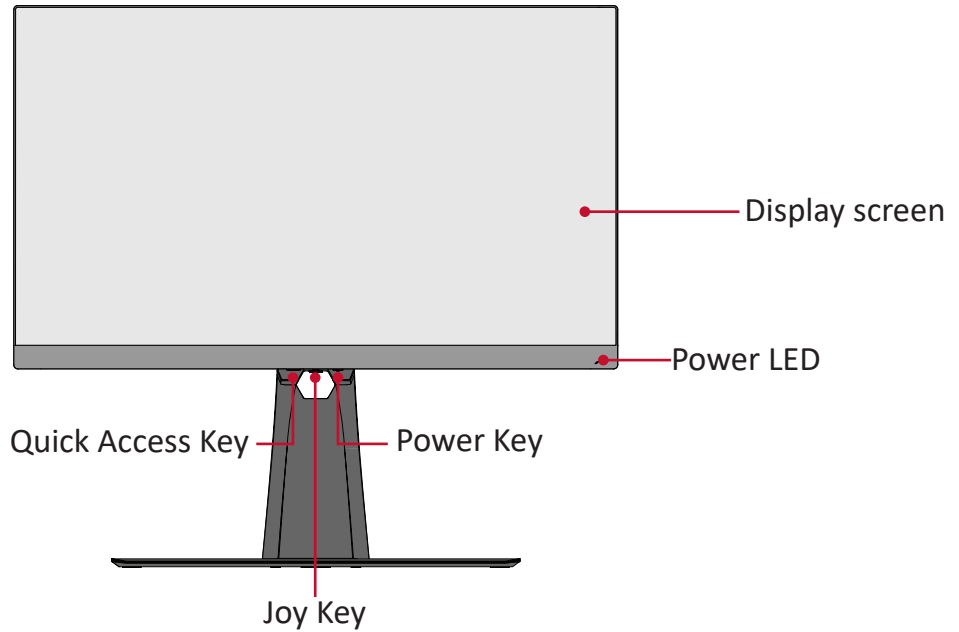 Display screen
Power LED
Quick Access Key
Power Key
Joy Key